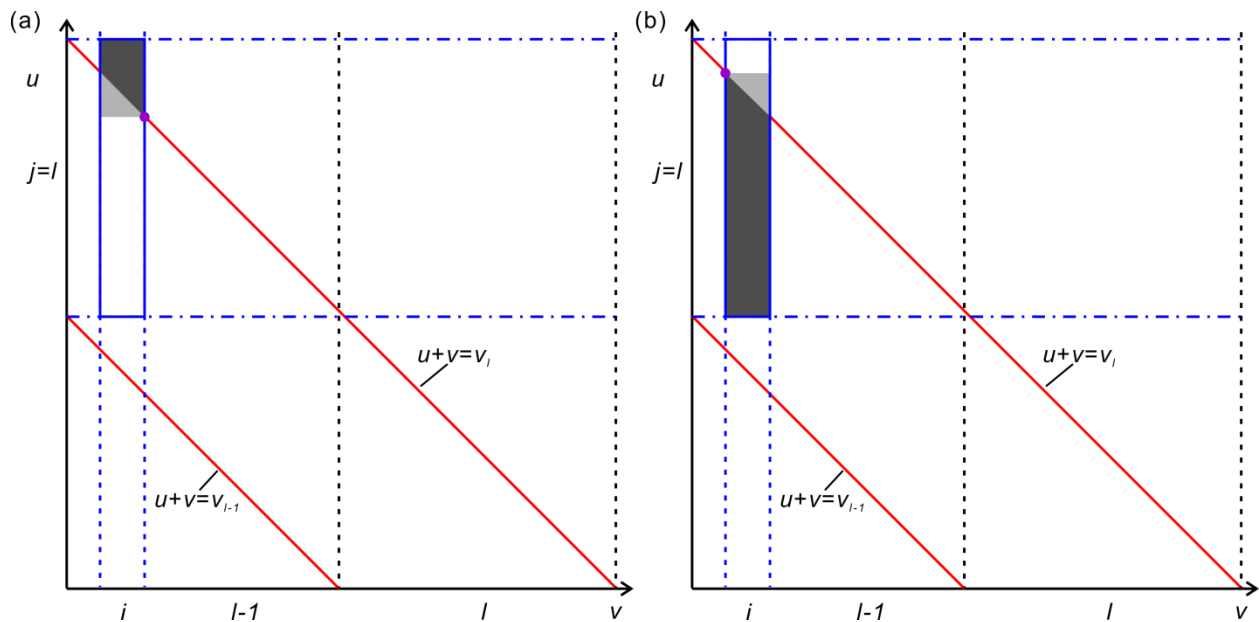 (a)
u
j=l
u+v=v_l
u+v=v_{l-1}
i
l-1
l
v
(b)
u
j=l
u+v=v_l
u+v=v_{l-1}
i
l-1
l
v